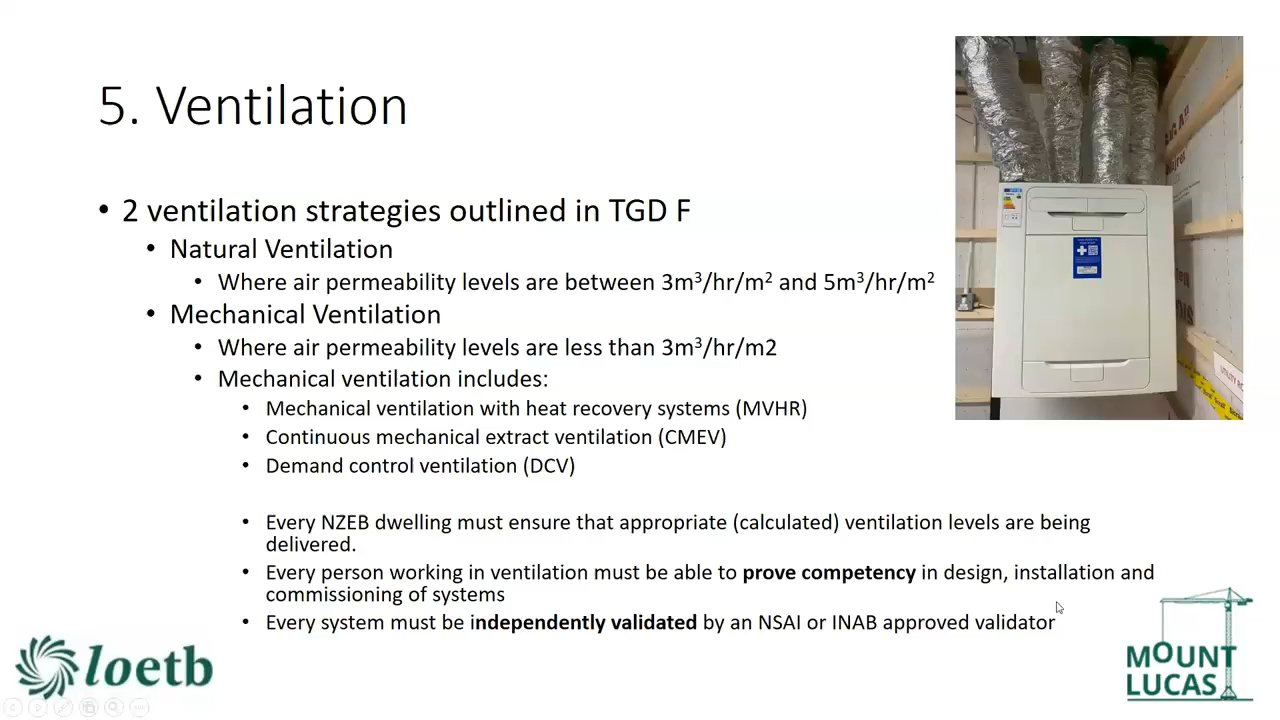 5. Ventilation
• 2 ventilation strategies outlined in TGD F
• Natural Ventilation
• Where air permeability levels are between 3m³/hr/m² and 5m³/hr/m²
• Mechanical Ventilation
• Where air permeability levels are less than 3m³/hr/m2
• Mechanical ventilation includes:
• Mechanical ventilation with heat recovery systems (MVHR)
• Continuous mechanical extract ventilation (CMEV)
• Demand control ventilation (DCV)
• Every NZEB dwelling must ensure that appropriate (calculated) ventilation levels are being
delivered.
• Every person working in ventilation must be able to prove competency in design, installation and
commissioning of systems
• Every system must be independently validated by an NSAI or INAB approved validator
loetb
MOUNT
LUCAS